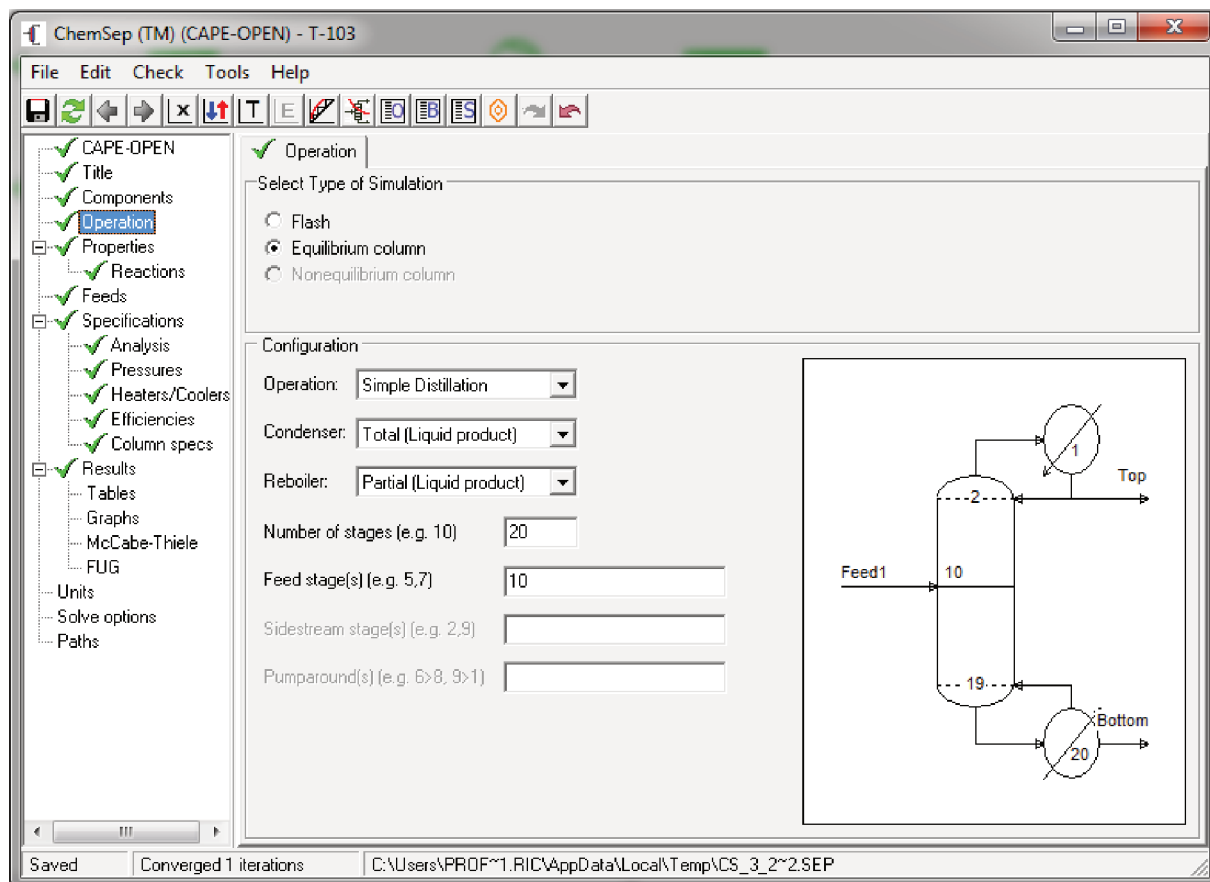 ChemSep (TM) (CAPE-OPEN) - T-103
File Edit Check Tools Help
X T E O B S
CAPE-OPEN
Title
Components
Operation
Properties
Reactions
Feeds
Specifications
Analysis
Pressures
Heaters/Coolers
Efficiencies
Column specs
Results
Tables
Graphs
McCabe-Thiele
FUG
Units
Solve options
Paths
Operation
Select Type of Simulation
Flash
Equilibrium column
Nonequilibrium column
Configuration
Operation: Simple Distillation
Condenser: Total (Liquid product)
Reboiler: Partial (Liquid product)
Number of stages (e.g. 10) 20
Feed stage(s) (e.g. 5,7) 10
Sidestream stage(s) (e.g. 2,9)
Pumparound(s) (e.g. 6>8, 9>1)
1
Top
2
Feed1 10
19
Bottom
20
Saved Converged 1 iterations C:\Users\PROF~1.RIC\AppData\Local\Temp\CS_3_2~2.SEP